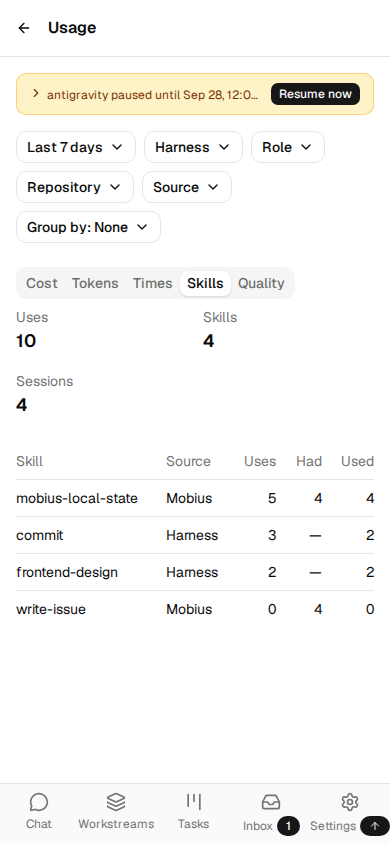 Usage
antigravity paused until Sep 28, 12:0... Resume now
Last 7 days Harness Role
Repository Source
Group by: None
Cost Tokens Times Skills Quality
Uses Skills
10 4
Sessions
4
Skill Source Uses Had Used
mobius-local-state Mobius 5 4 4
commit Harness 3 — 2
frontend-design Harness 2 — 2
write-issue Mobius 0 4 0
Chat Workstreams Tasks Inbox 1 Settings